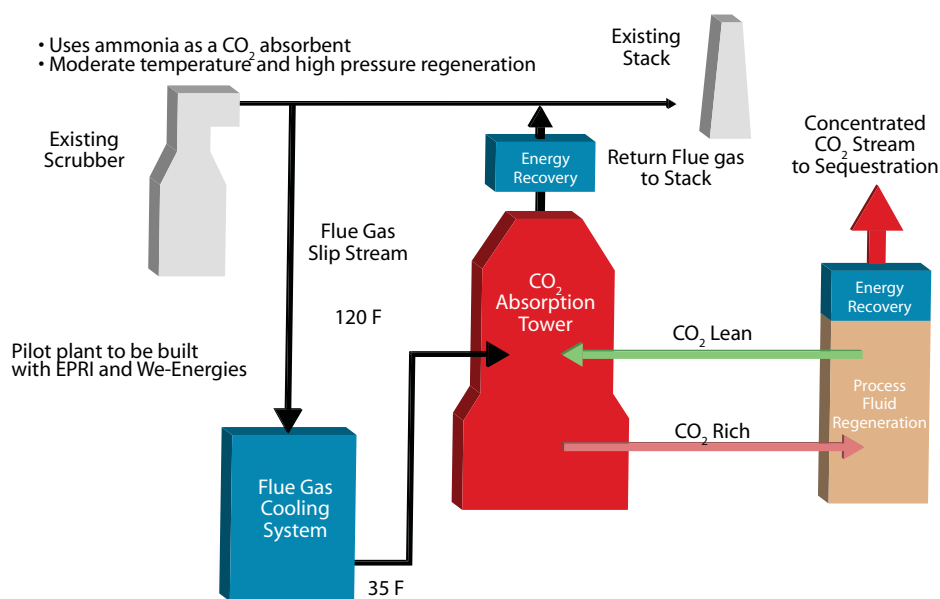 • Uses ammonia as a CO₂ absorbent
• Moderate temperature and high pressure regeneration
Existing
Stack
Existing
Scrubber
Concentrated
CO₂ Stream
to Sequestration
Energy
Recovery
Return Flue gas
to Stack
Flue Gas
Slip Stream
120 F
CO₂
Absorption
Tower
Energy
Recovery
Pilot plant to be built
with EPRI and We-Energies
CO₂ Lean
Process
Fluid
Regeneration
CO₂ Rich
Flue Gas
Cooling
System
35 F